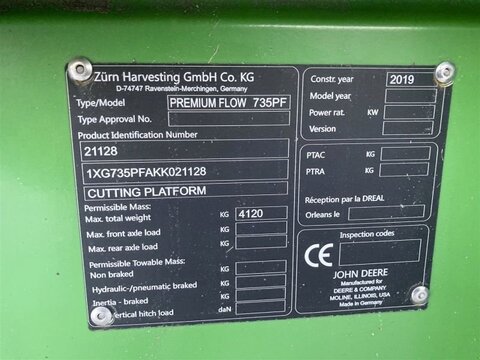 Zürn Harvesting GmbH Co. KG
D-74747 Ravenstein-Merchingen, Germany
Type/Model PREMIUM FLOW 735PF
Type Approval No.
Product Identification Number
21128
1XG735PFAKK021128
CUTTING PLATFORM
Permissible Mass:
Max. total weight KG 4120
Max. front axle load KG
Max. rear axle load KG
Permissible Towable Mass:
Non braked KG
Hydraulic-/pneumatic braked KG
Inertia - braked KG
vertical hitch load daN
Constr. year 2019
Model year
Power rat. KW
Version
PTAC KG
PTRA KG
Réception par la DREAL
Orleans le
Inspection codes
CE
JOHN DEERE
Manufactured for
DEERE & COMPANY
MOLINE, ILLINOIS, USA
Made in Germany